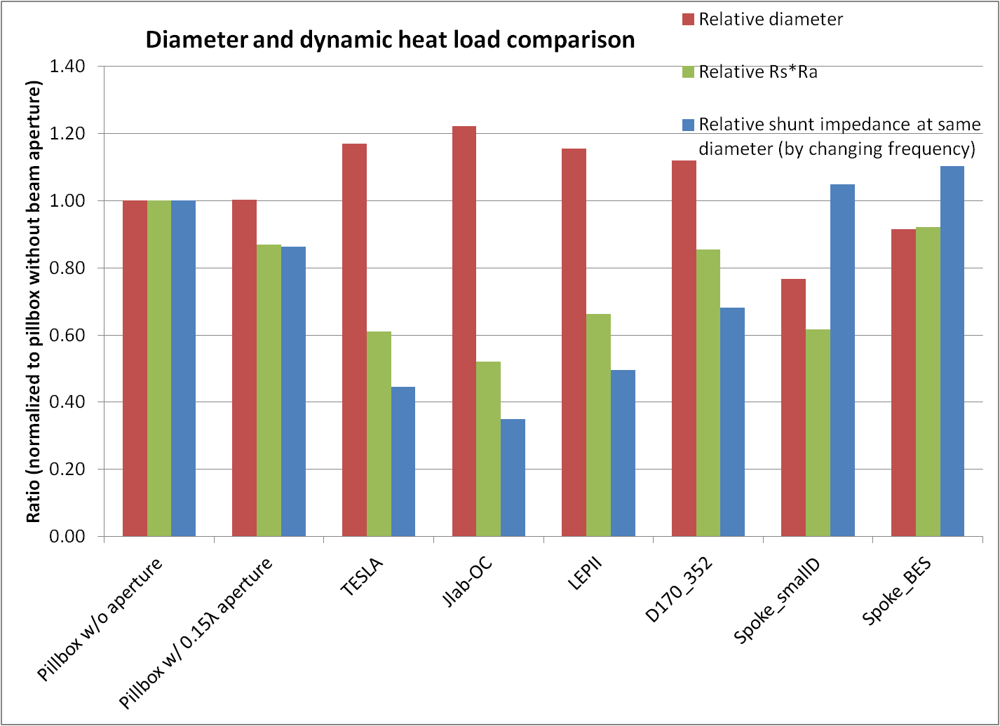 Diameter and dynamic heat load comparison
Relative diameter
Relative Rs*Ra
Relative shunt impedance at same
diameter (by changing frequency)
Ratio (normalized to pillbox without beam aperture)
1.40
1.20
1.00
0.80
0.60
0.40
0.20
0.00
Pillbox w/o aperture
Pillbox w/ 0.15λ aperture
TESLA
Jlab-OC
LEPII
D170_352
Spoke_smallD
Spoke_BES